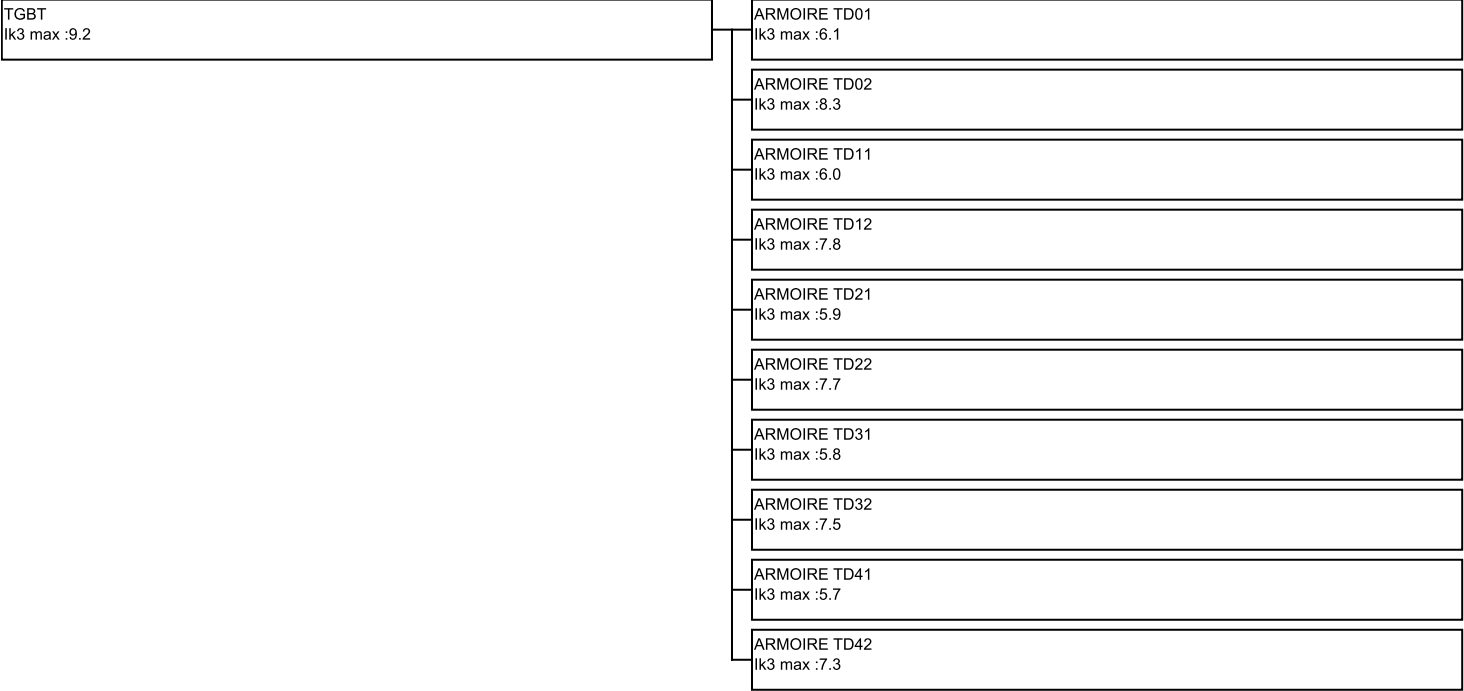 TGBT
Ik3 max :9.2
ARMOIRE TD01
Ik3 max :6.1
ARMOIRE TD02
Ik3 max :8.3
ARMOIRE TD11
Ik3 max :6.0
ARMOIRE TD12
Ik3 max :7.8
ARMOIRE TD21
Ik3 max :5.9
ARMOIRE TD22
Ik3 max :7.7
ARMOIRE TD31
Ik3 max :5.8
ARMOIRE TD32
Ik3 max :7.5
ARMOIRE TD41
Ik3 max :5.7
ARMOIRE TD42
Ik3 max :7.3